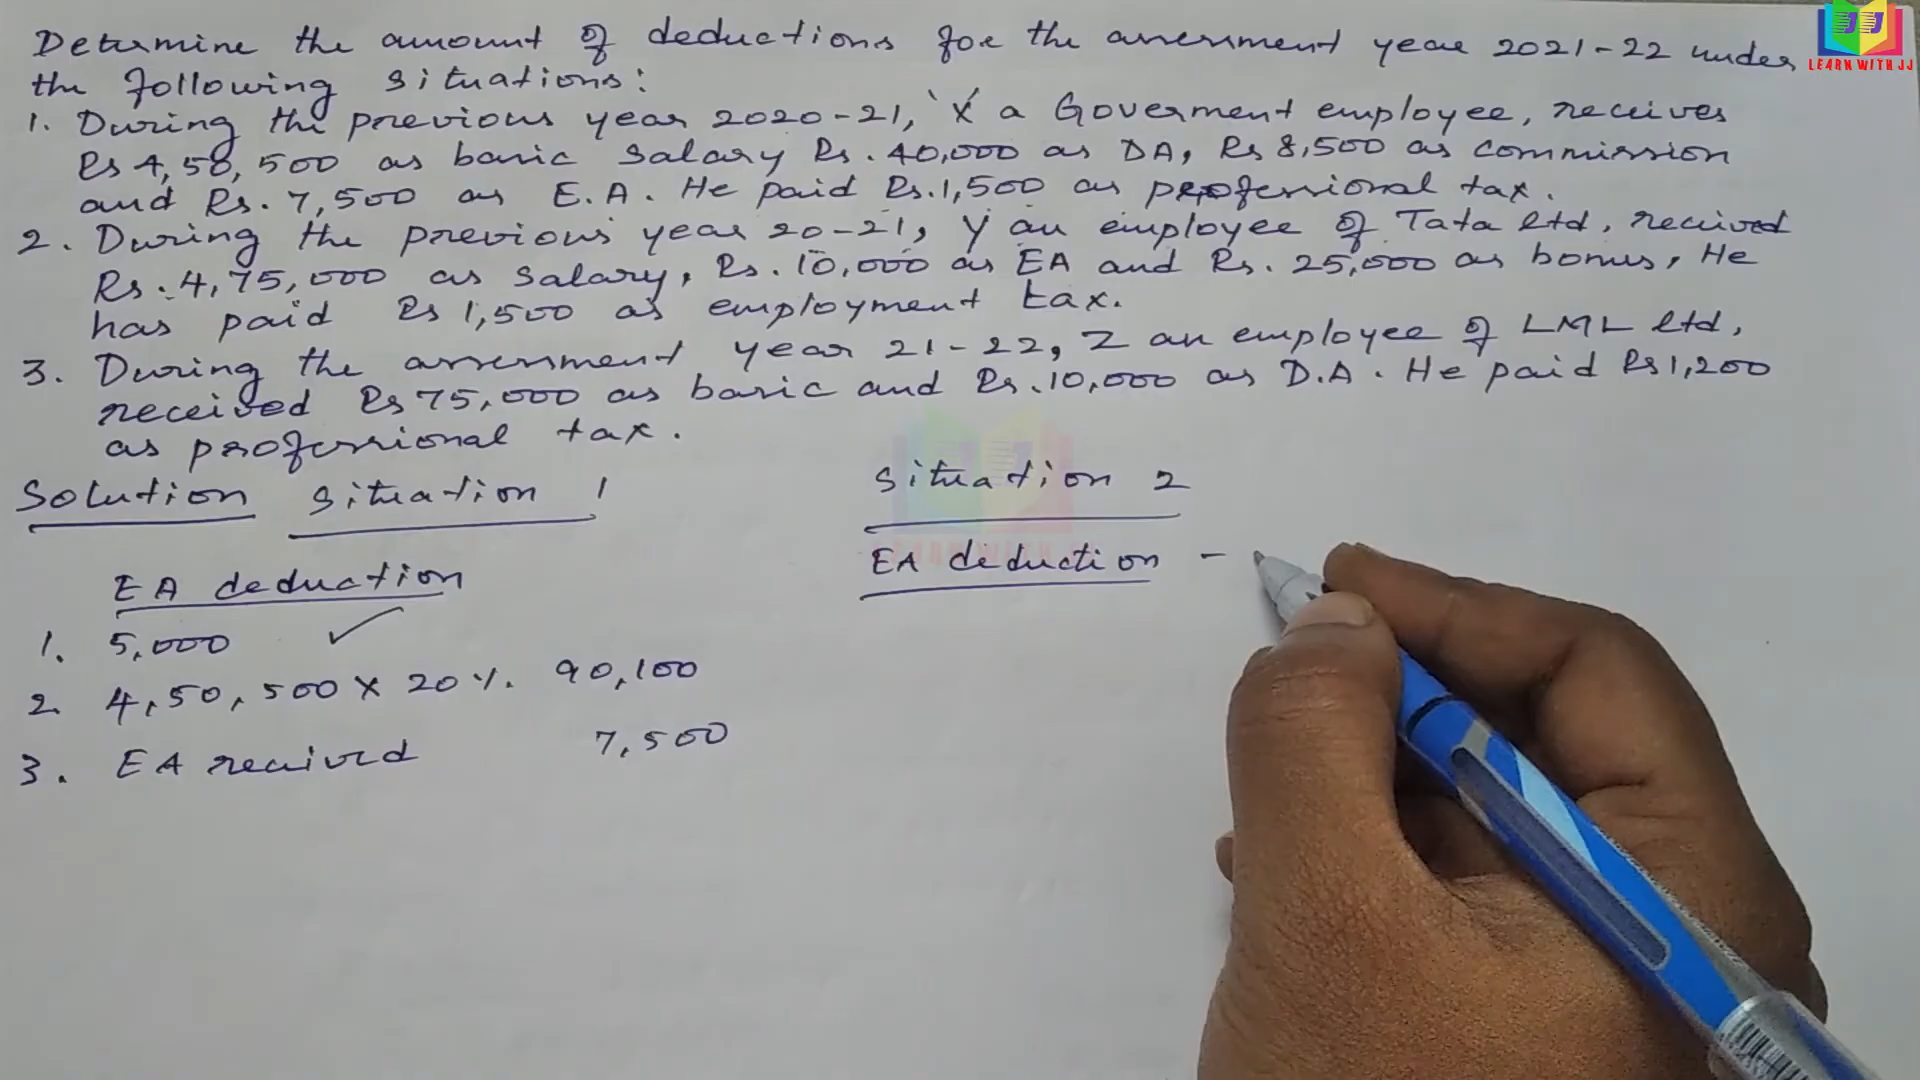 Determine the amount of deductions for the assessment year 2021-22 under
the following situations:
1. During the previous year 2020-21, 'X' a Goverment employee, receives
Rs 4,50,500 as basic salary Rs. 40,000 as DA, Rs 8,500 as commission
and Rs. 7,500 as E.A. He paid Rs.1,500 as professional tax.
2. During the previous year 20-21, Y an employee of Tata ltd, received
Rs. 4,75,000 as salary, Rs. 10,000 as EA and Rs. 25,000 as bonus, He
has paid Rs 1,500 as employment tax.
3. During the assessment year 21-22, Z an employee of LML ltd,
received Rs 75,000 as basic and Rs.10,000 as D.A. He paid Rs 1,200
as professional tax.
Solution Situation 1
EA deduction
1. 5,000 ✓
2. 4,50,500 x 20%. 90,100
3. EA received 7,500
Situation 2
EA deduction -
LEARN WITH JJ